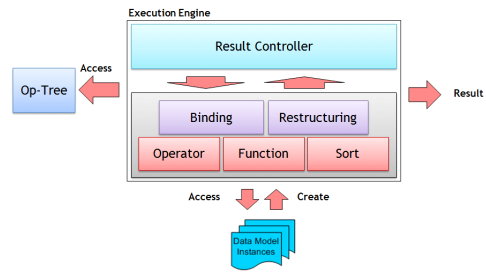 Execution Engine
Result Controller
Access
Op-Tree
Result
Binding
Restructuring
Operator
Function
Sort
Access
Create
Data Model
Instances